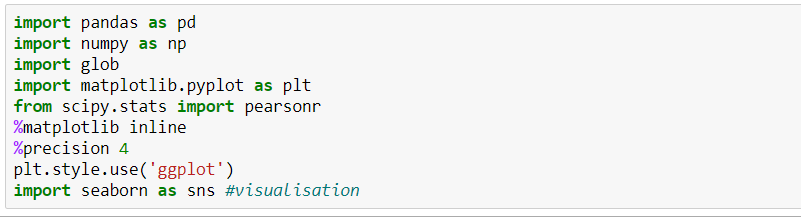 import pandas as pd
import numpy as np
import glob
import matplotlib.pyplot as plt
from scipy.stats import pearsonr
%matplotlib inline
%precision 4
plt.style.use('ggplot')
import seaborn as sns #visualisation